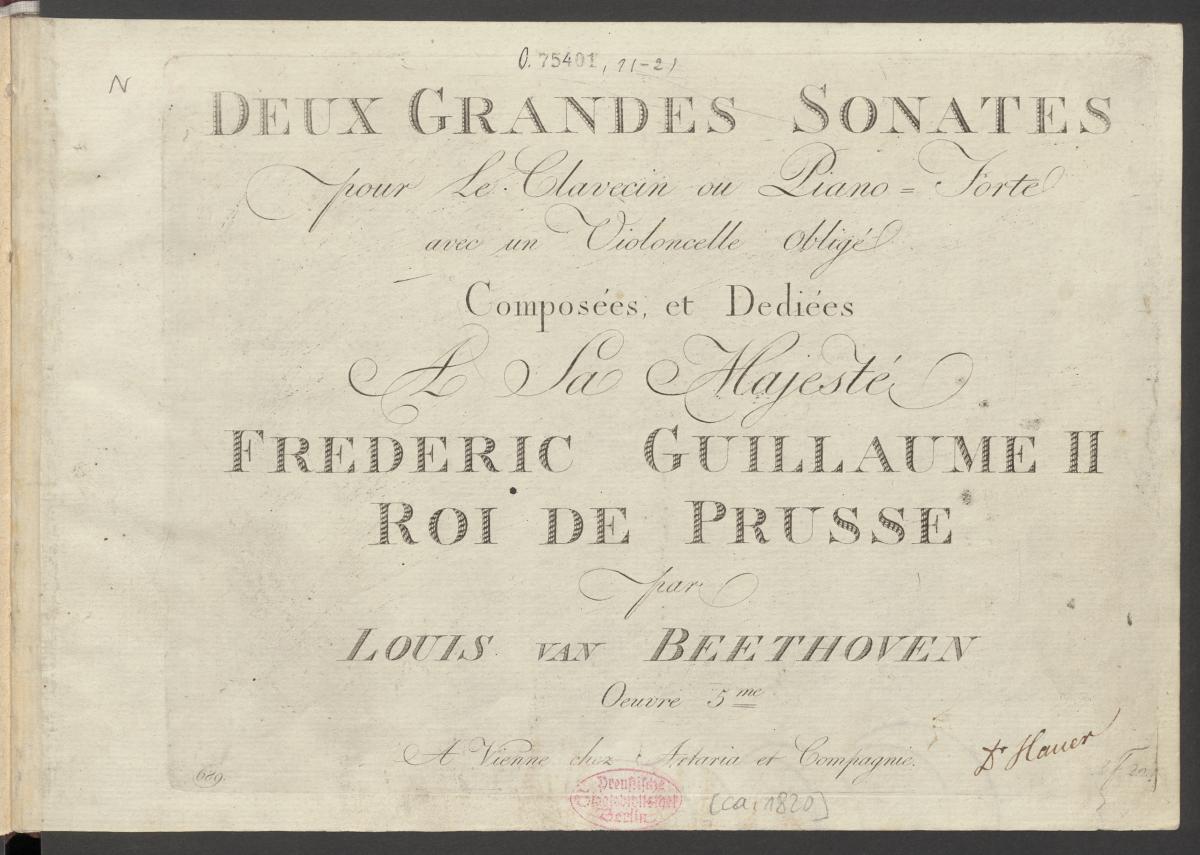 O. 75401, 1(-2)
N
DEUX GRANDES SONATES
pour Le Clavecin ou Piano = Forte
avec un Violoncelle obligé
Composées, et Dediées
A Sa Majesté
FREDERIC GUILLAUME II
ROI DE PRUSSE
par
LOUIS VAN BEETHOVEN
Oeuvre 5me
A Vienne chez Artaria et Compagnie.
Dr Hauer
689.
Preußische
Staatsbibliothek
Berlin
[ca. 1820]